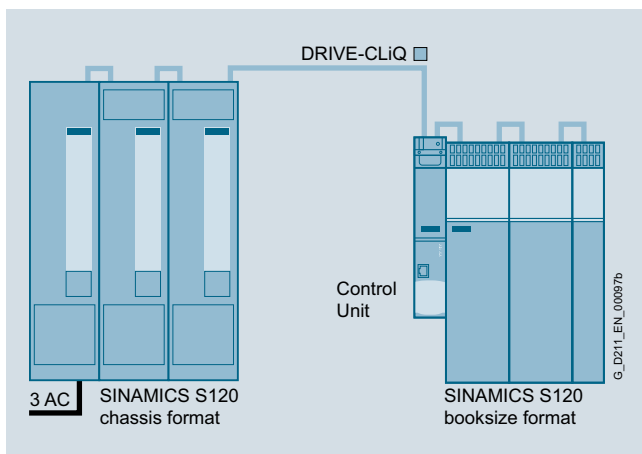 DRIVE-CLiQ
Control
Unit
3 AC
SINAMICS S120
chassis format
SINAMICS S120
booksize format
G_D211_EN_00097b